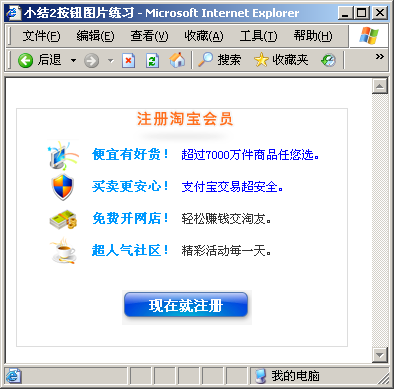 小结2按钮图片练习 - Microsoft Internet Explorer
文件(F) 编辑(E) 查看(V) 收藏(A) 工具(T) 帮助(H)
后退 搜索 收藏夹 »
注册淘宝会员
便宜有好货！ 超过7000万件商品任您选。
买卖更安心！ 支付宝交易超安全。
免费开网店！ 轻松赚钱交淘友。
超人气社区！ 精彩活动每一天。
现在就注册
我的电脑